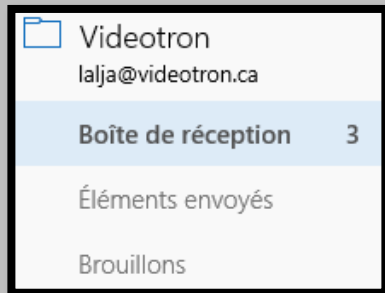 Videotron
lalja@videotron.ca
Boîte de réception 3
Éléments envoyés
Brouillons